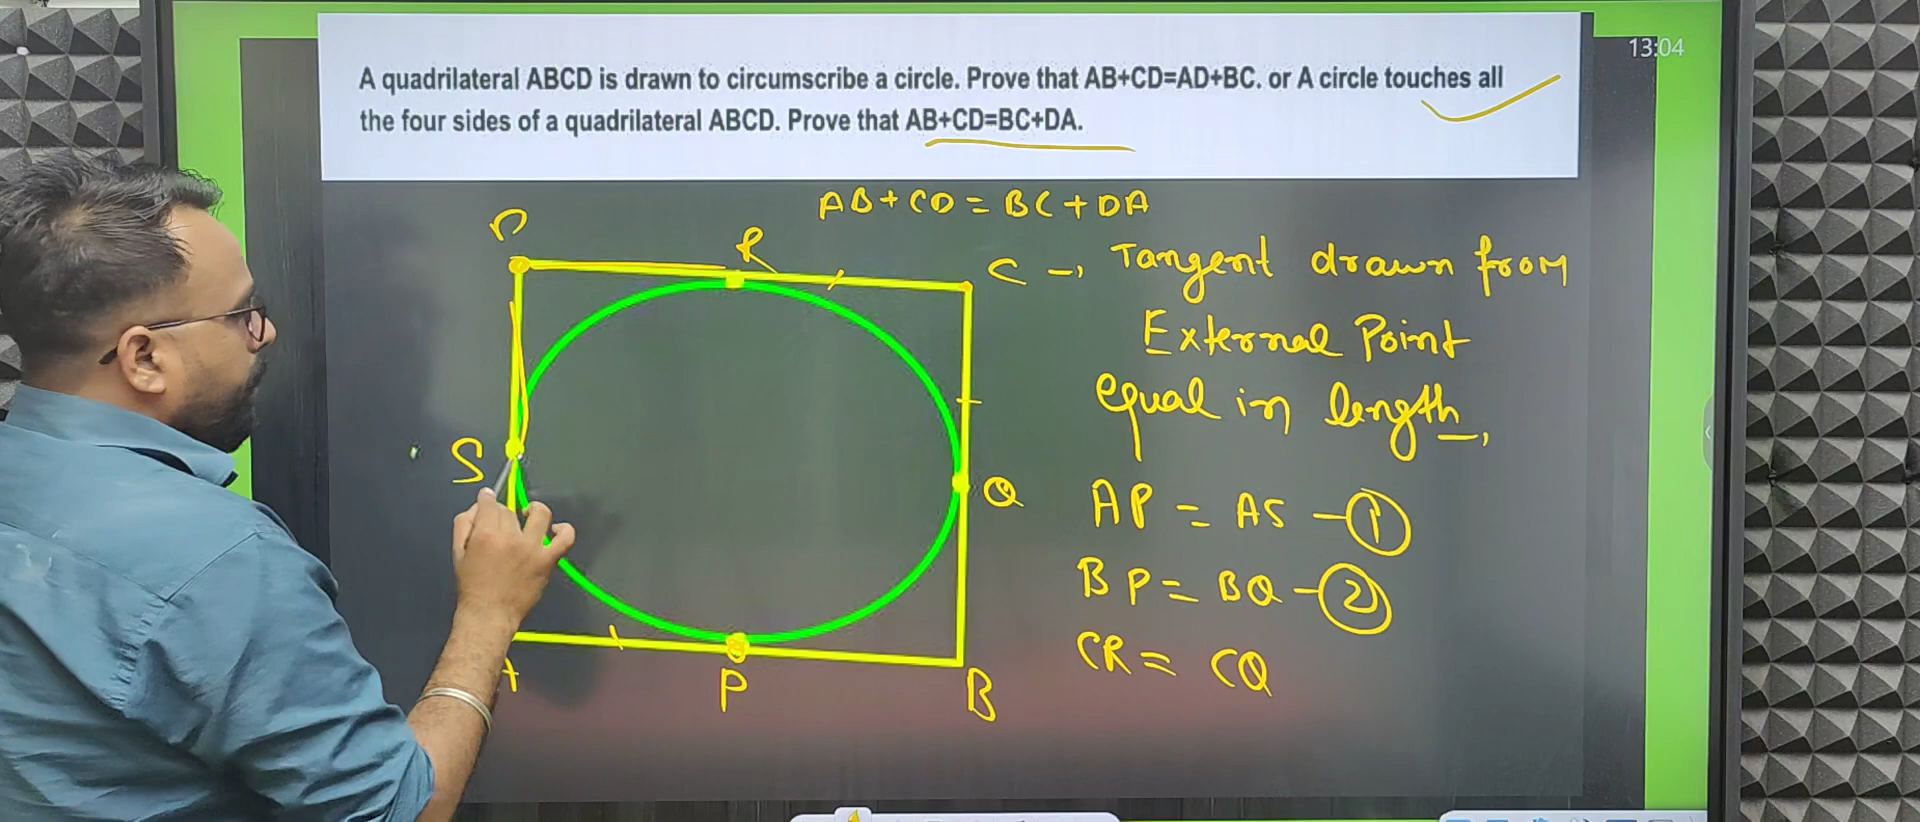 13:04
A quadrilateral ABCD is drawn to circumscribe a circle. Prove that AB+CD=AD+BC. or A circle touches all
the four sides of a quadrilateral ABCD. Prove that AB+CD=BC+DA.
AB+CD=BC+DA
D
R
C
Tangent drawn from
External Point
equal in length
S
Q
AP = AS - 1
BP = BQ - 2
CR = CQ
P
B